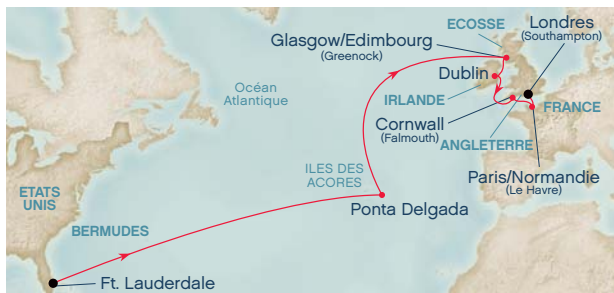 ECOSSE
Londres
(Southampton)
Glasgow/Edimbourg
(Greenock)
Dublin
Océan
Atlantique
IRLANDE
FRANCE
Cornwall
(Falmouth)
ANGLETERRE
ILES DES
ACORES
Paris/Normandie
(Le Havre)
ETATS
UNIS
Ponta Delgada
BERMUDES
Ft. Lauderdale